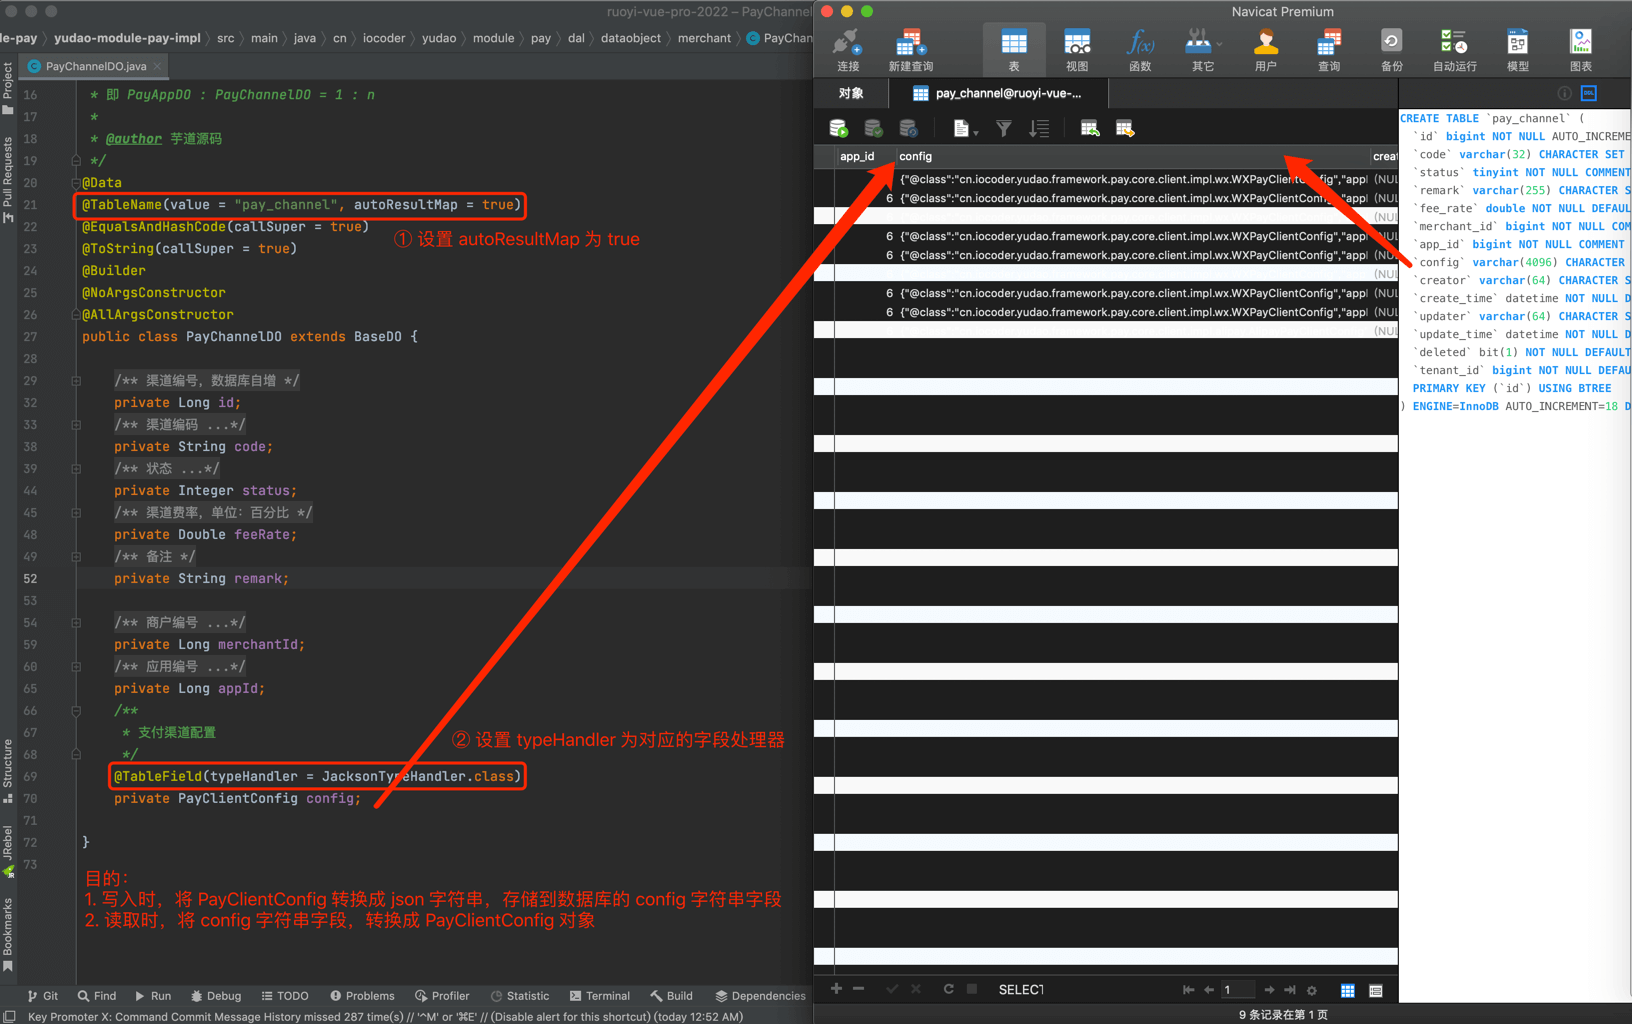 ruoyi-vue-pro-2022 – PayChannel
le-pay › yudao-module-pay-impl › src › main › java › cn › iocoder › yudao › module › pay › dal › dataobject › merchant › PayChan
PayChannelDO.java
Project
Pull Requests
Structure
JRebel
Bookmarks
16 * 即 PayAppDO : PayChannelDO = 1 : n
17 *
18 * @author 芋道源码
19 */
20 @Data
21 @TableName(value = "pay_channel", autoResultMap = true)
22 @EqualsAndHashCode(callSuper = true)
① 设置 autoResultMap 为 true
23 @ToString(callSuper = true)
24 @Builder
25 @NoArgsConstructor
26 @AllArgsConstructor
27 public class PayChannelDO extends BaseDO {
28
29 /** 渠道编号，数据库自增 */
32 private Long id;
33 /** 渠道编码 ...*/
38 private String code;
39 /** 状态 ...*/
44 private Integer status;
45 /** 渠道费率，单位：百分比 */
48 private Double feeRate;
49 /** 备注 */
52 private String remark;
53
54 /** 商户编号 ...*/
59 private Long merchantId;
60 /** 应用编号 ...*/
65 private Long appId;
66 /**
67 * 支付渠道配置
② 设置 typeHandler 为对应的字段处理器
68 */
69 @TableField(typeHandler = JacksonTypeHandler.class)
70 private PayClientConfig config;
71
72 }
73
目的：
1. 写入时，将 PayClientConfig 转换成 json 字符串，存储到数据库的 config 字符串字段
2. 读取时，将 config 字符串字段，转换成 PayClientConfig 对象
Git Find Run Debug TODO Problems Profiler Statistic Terminal Build Dependencies
Key Promoter X: Command Commit Message History missed 287 time(s) // '^M' or '⌘E' // (Disable alert for this shortcut) (today 12:52 AM)
Navicat Premium
连接 新建查询 表 视图 函数 其它 用户 查询 备份 自动运行 模型 图表
对象 pay_channel@ruoyi-vue-...
app_id config creat
{"@class":"cn.iocoder.yudao.framework.pay.core.client.impl.wx.WXPayClientConfig","appI (NUL
6 {"@class":"cn.iocoder.yudao.framework.pay.core.client.impl.wx.WXPayClientConfig","appI (NUL
(NUL
6 {"@class":"cn.iocoder.yudao.framework.pay.core.client.impl.wx.WXPayClientConfig","appI (NUL
6 {"@class":"cn.iocoder.yudao.framework.pay.core.client.impl.wx.WXPayClientConfig","appI (NUL
(NUL
6 {"@class":"cn.iocoder.yudao.framework.pay.core.client.impl.wx.WXPayClientConfig","appI (NUL
6 {"@class":"cn.iocoder.yudao.framework.pay.core.client.impl.wx.WXPayClientConfig","appI (NUL
(NUL
DDL
CREATE TABLE `pay_channel` (
`id` bigint NOT NULL AUTO_INCREME
`code` varchar(32) CHARACTER SET
`status` tinyint NOT NULL COMMENT
`remark` varchar(255) CHARACTER S
`fee_rate` double NOT NULL DEFAUL
`merchant_id` bigint NOT NULL COM
`app_id` bigint NOT NULL COMMENT
`config` varchar(4096) CHARACTER
`creator` varchar(64) CHARACTER S
`create_time` datetime NOT NULL D
`updater` varchar(64) CHARACTER S
`update_time` datetime NOT NULL D
`deleted` bit(1) NOT NULL DEFAULT
`tenant_id` bigint NOT NULL DEFAU
PRIMARY KEY (`id`) USING BTREE
) ENGINE=InnoDB AUTO_INCREMENT=18 D
SELECT
1
9 条记录在第 1 页